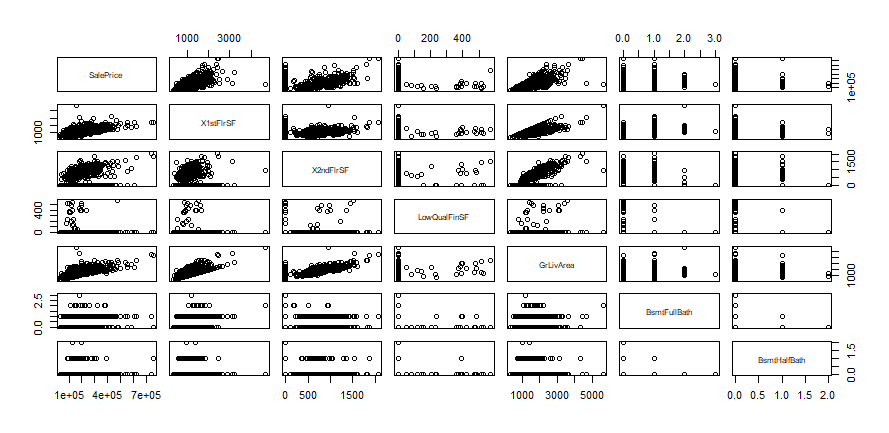 1000 3000 0 200 400 0.0 1.0 2.0 3.0
SalePrice 1e+05
1000 X1stFlrSF
X2ndFlrSF 0 1500
0 400 LowQualFinSF
GrLivArea 1000
0.0 2.5 BsmtFullBath
BsmtHalfBath 0.0 1.5
1e+05 4e+05 7e+05 0 500 1500 1000 3000 5000 0.0 0.5 1.0 1.5 2.0